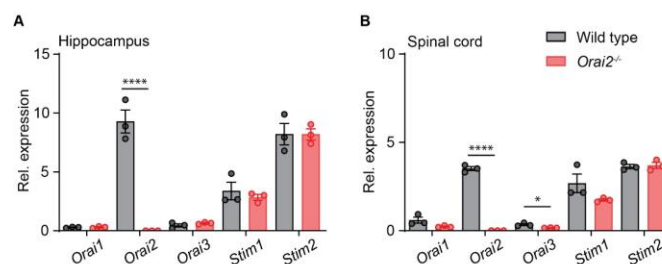 A
Hippocampus
Rel. expression
15
10
5
0
****
Orai1
Orai2
Orai3
Stim1
Stim2
B
Spinal cord
Rel. expression
10
5
0
****
*
Orai1
Orai2
Orai3
Stim1
Stim2
Wild type
Orai2-/-